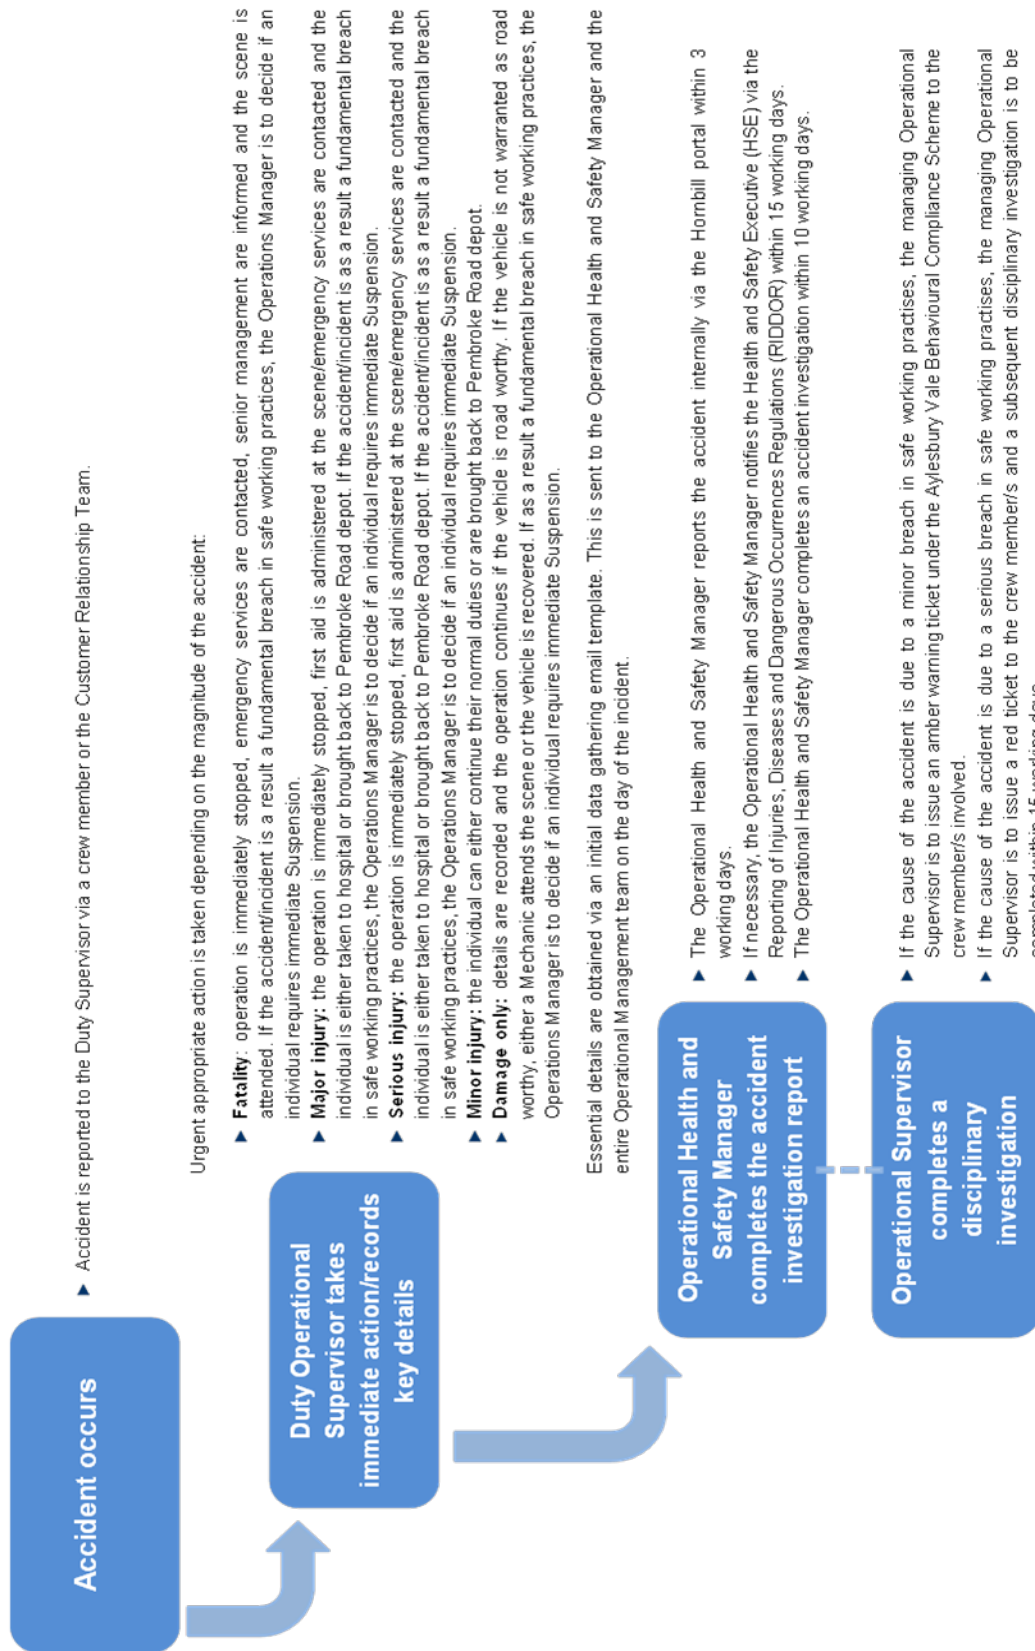 Accident occurs
Accident is reported to the Duty Supervisor via a crew member or the Customer Relationship Team.
Duty Operational
Supervisor takes
immediate action/records
key details
Urgent appropriate action is taken depending on the magnitude of the accident:
Fatality: operation is immediately stopped, emergency services are contacted, senior management are informed and the scene is
attended. If the accident/incident is a result a fundamental breach in safe working practices, the Operations Manager is to decide if an
individual requires immediate Suspension.
Major injury: the operation is immediately stopped, first aid is administered at the scene/emergency services are contacted and the
individual is either taken to hospital or brought back to Pembroke Road depot. If the accident/incident is as a result a fundamental breach
in safe working practices, the Operations Manager is to decide if an individual requires immediate Suspension.
Serious injury: the operation is immediately stopped, first aid is administered at the scene/emergency services are contacted and the
individual is either taken to hospital or brought back to Pembroke Road depot. If the accident/incident is as a result a fundamental breach
in safe working practices, the Operations Manager is to decide if an individual requires immediate Suspension.
Minor injury: the individual can either continue their normal duties or are brought back to Pembroke Road depot.
Damage only: details are recorded and the operation continues if the vehicle is road worthy. If the vehicle is not warranted as road
worthy, either a Mechanic attends the scene or the vehicle is recovered. If as a result a fundamental breach in safe working practices, the
Operations Manager is to decide if an individual requires immediate Suspension.
Essential details are obtained via an initial data gathering email template. This is sent to the Operational Health and Safety Manager and the
entire Operational Management team on the day of the incident.
Operational Health and
Safety Manager
completes the accident
investigation report
The Operational Health and Safety Manager reports the accident internally via the Hornbill portal within 3
working days.
If necessary, the Operational Health and Safety Manager notifies the Health and Safety Executive (HSE) via the
Reporting of Injuries, Diseases and Dangerous Occurrences Regulations (RIDDOR) within 15 working days.
The Operational Health and Safety Manager completes an accident investigation within 10 working days.
Operational Supervisor
completes a
disciplinary
investigation
If the cause of the accident is due to a minor breach in safe working practises, the managing Operational
Supervisor is to issue an amber warning ticket under the Aylesbury Vale Behavioural Compliance Scheme to the
crew member/s involved.
If the cause of the accident is due to a serious breach in safe working practises, the managing Operational
Supervisor is to issue a red ticket to the crew member/s and a subsequent disciplinary investigation is to be
completed within 15 working days